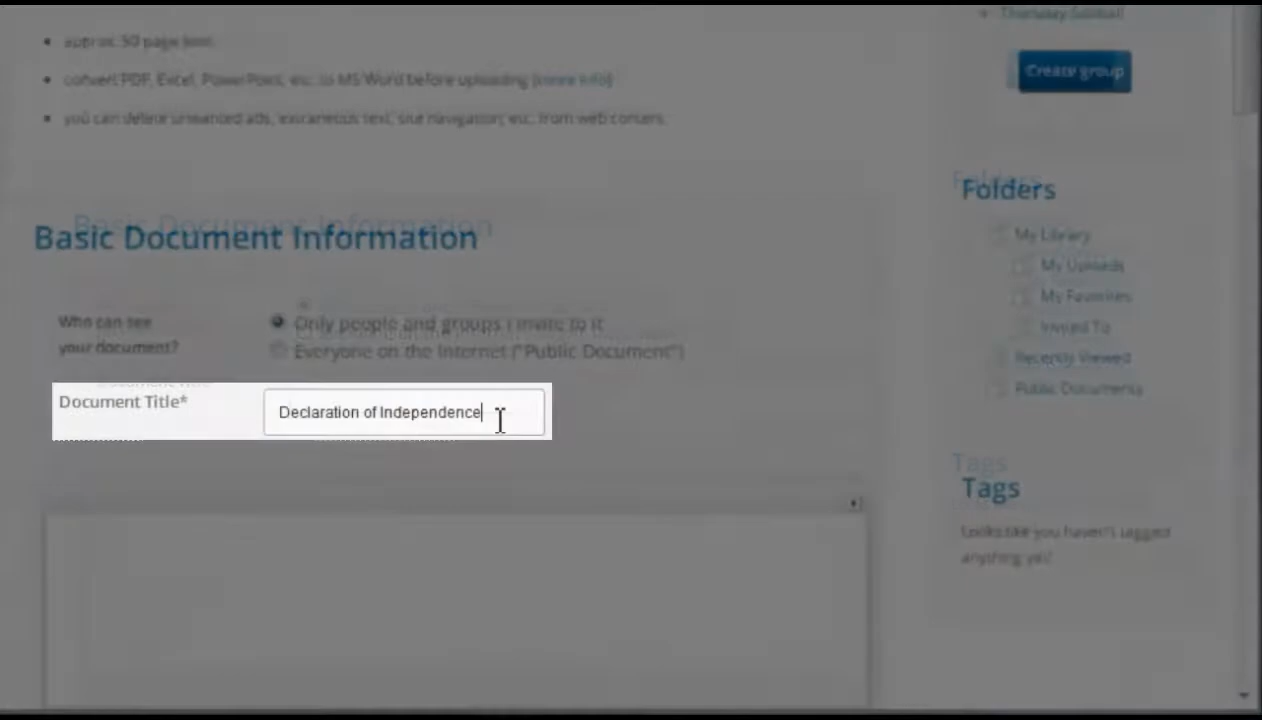 Thursday Football
approx. 50 page limit
Create group
convert PDF, Excel, PowerPoint, etc. to MS Word before uploading (more info)
you can delete unwanted ads, extraneous text, site navigation, etc. from web content
Folders
Basic Document Information
My Library
My Uploads
My Favorites
Who can see
your document?
Only people and groups I invite to it
Everyone on the Internet ("Public Document")
Invited To
Recently Viewed
Public Documents
Document Title*
Declaration of Independence
Tags
Looks like you haven't tagged
anything yet!